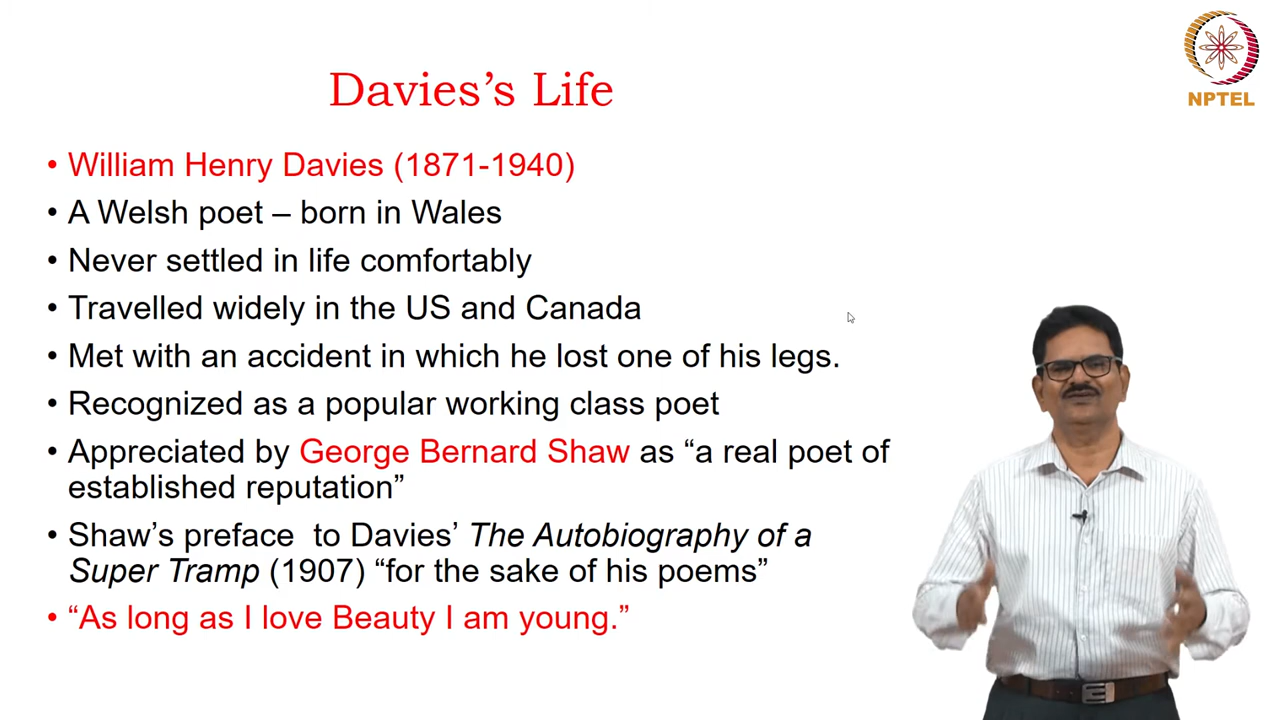 Davies's Life
NPTEL
• William Henry Davies (1871-1940)
• A Welsh poet – born in Wales
• Never settled in life comfortably
• Travelled widely in the US and Canada
• Met with an accident in which he lost one of his legs.
• Recognized as a popular working class poet
• Appreciated by George Bernard Shaw as “a real poet of
established reputation”
• Shaw’s preface to Davies’ The Autobiography of a
Super Tramp (1907) “for the sake of his poems”
• “As long as I love Beauty I am young.”